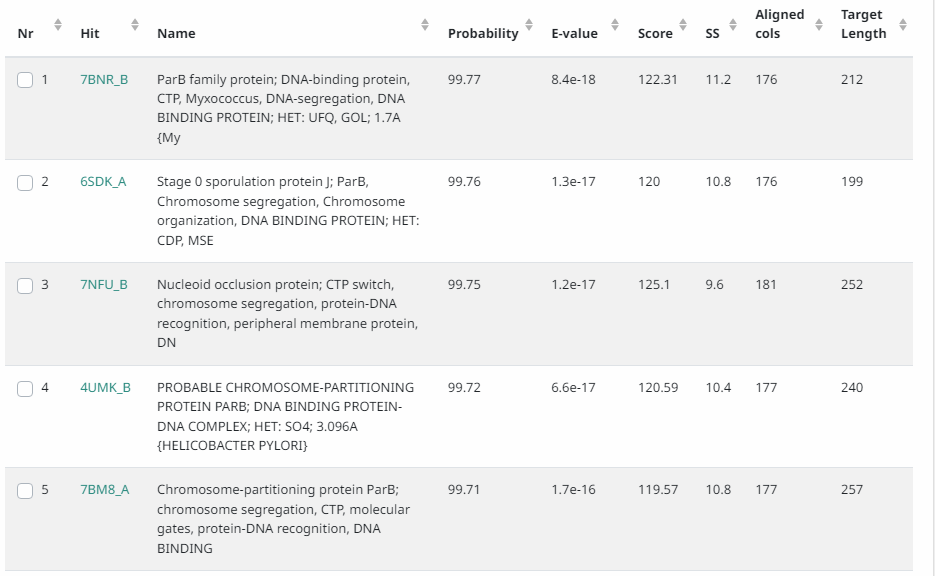 Nr Hit Name Probability E-value Score SS Aligned cols Target Length
1 7BNR_B ParB family protein; DNA-binding protein, 99.77 8.4e-18 122.31 11.2 176 212
CTP, Myxococcus, DNA-segregation, DNA
BINDING PROTEIN; HET: UFQ, GOL; 1.7A
{My
2 6SDK_A Stage 0 sporulation protein J; ParB, 99.76 1.3e-17 120 10.8 176 199
Chromosome segregation, Chromosome
organization, DNA BINDING PROTEIN; HET:
CDP, MSE
3 7NFU_B Nucleoid occlusion protein; CTP switch, 99.75 1.2e-17 125.1 9.6 181 252
chromosome segregation, protein-DNA
recognition, peripheral membrane protein,
DN
4 4UMK_B PROBABLE CHROMOSOME-PARTITIONING 99.72 6.6e-17 120.59 10.4 177 240
PROTEIN PARB; DNA BINDING PROTEIN-
DNA COMPLEX; HET: SO4; 3.096A
{HELICOBACTER PYLORI}
5 7BM8_A Chromosome-partitioning protein ParB; 99.71 1.7e-16 119.57 10.8 177 257
chromosome segregation, CTP, molecular
gates, protein-DNA recognition, DNA
BINDING